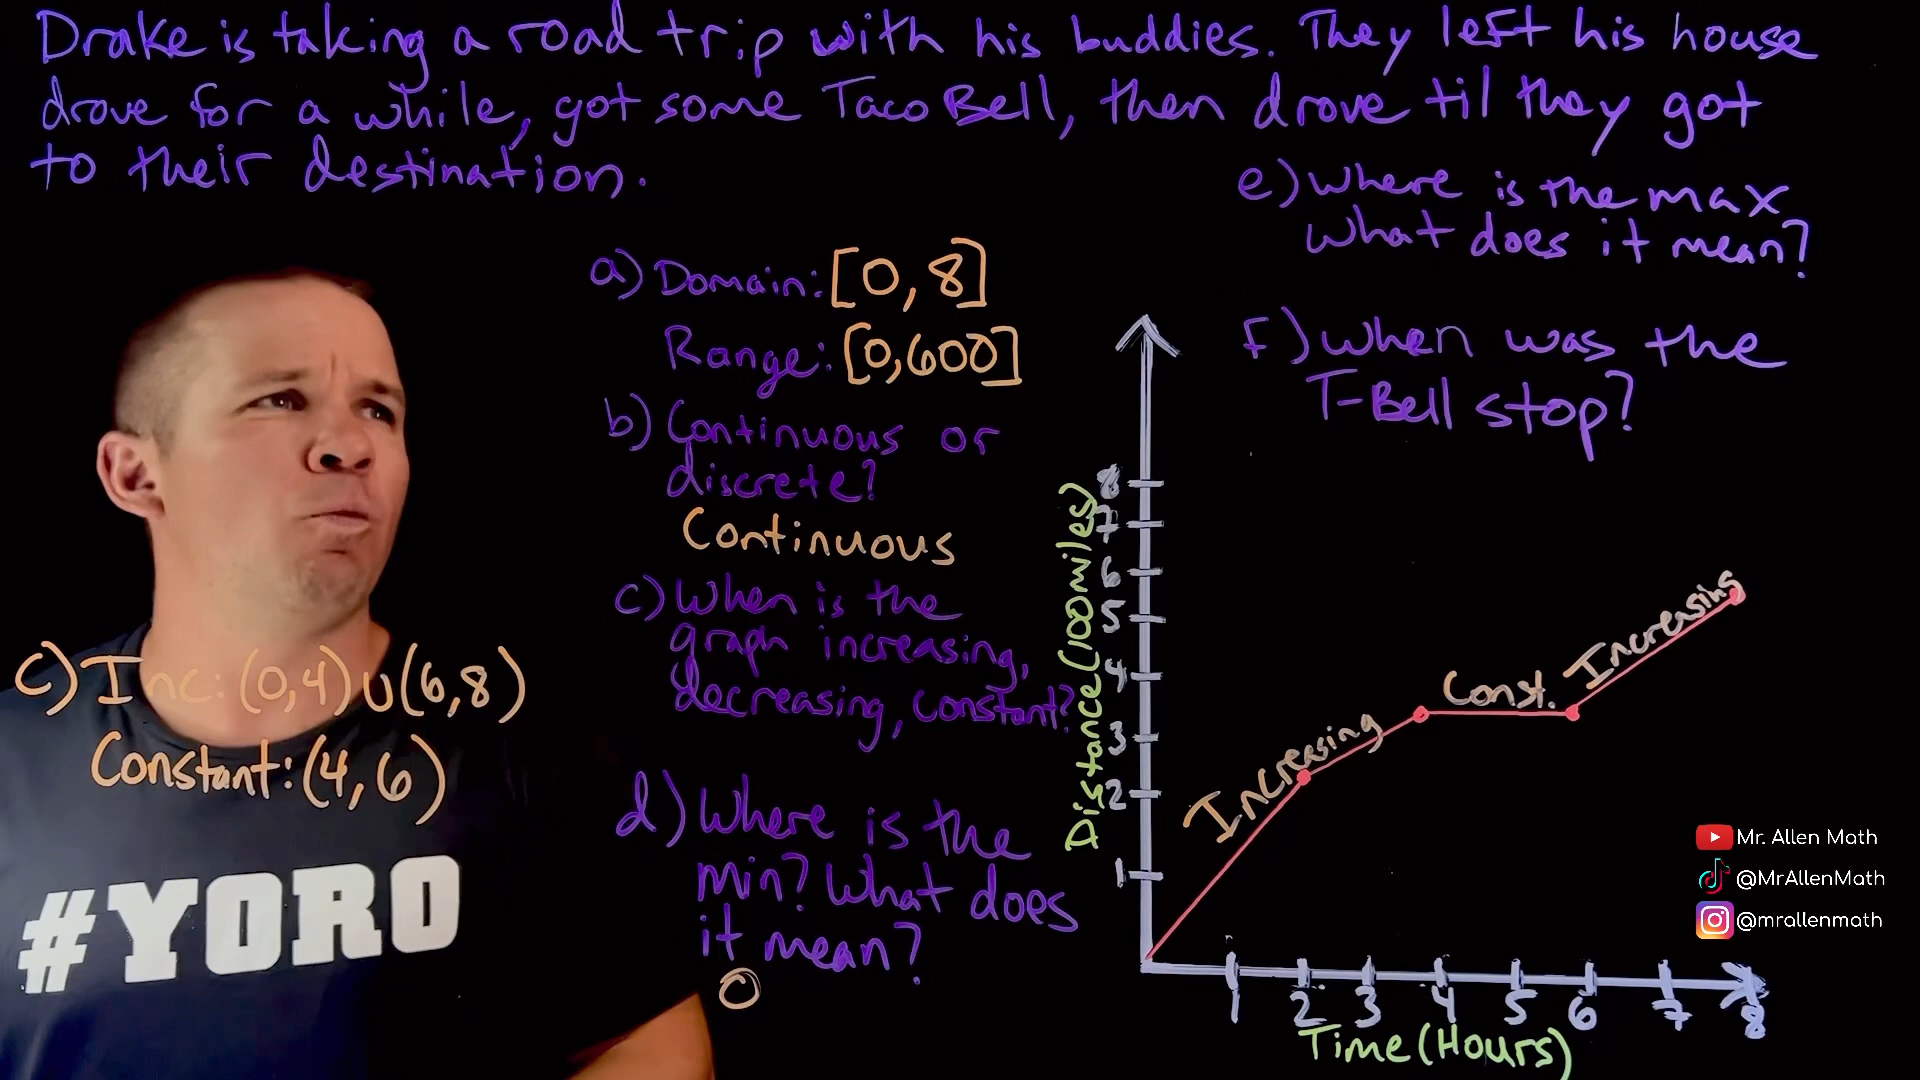 Drake is taking a road trip with his buddies. They left his house
drove for a while, got some Taco Bell, then drove til they got
to their destination.
a) Domain: [0, 8]
Range: [0,600]
b) Continuous or
discrete?
Continuous
c) When is the
graph increasing,
decreasing, constant?
d) Where is the
min? What does
it mean?
0
c) Inc: (0,4) ∪ (6,8)
Constant: (4, 6)
#YORO
e) Where is the max
What does it mean?
f) When was the
T-Bell stop?
Distance (100miles)
8
7
6
5
4
3
2
1
Increasing
Const.
Increasing
1 2 3 4 5 6 7 8
Time (Hours)
Mr. Allen Math
@MrAllenMath
@mrallenmath